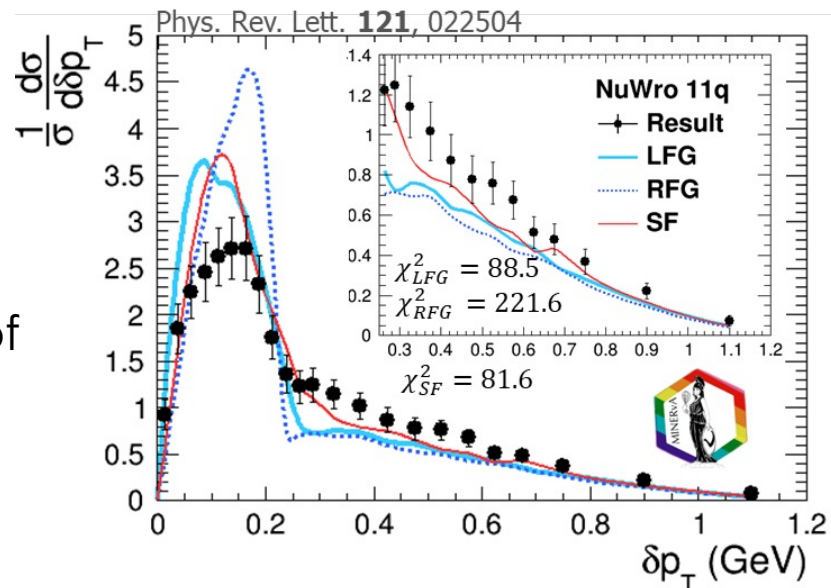 Phys. Rev. Lett. 121, 022504
1/σ dσ/dδp_T
5
4.5
4
3.5
3
2.5
2
1.5
1
0.5
0
0 0.2 0.4 0.6 0.8 1 1.2
δp_T (GeV)
of
1.4
1.2
1
0.8
0.6
0.4
0.2
0
0.3 0.4 0.5 0.6 0.7 0.8 0.9 1 1.1 1.2
NuWro 11q
Result
LFG
RFG
SF
χ²_LFG = 88.5
χ²_RFG = 221.6
χ²_SF = 81.6
MINERvA